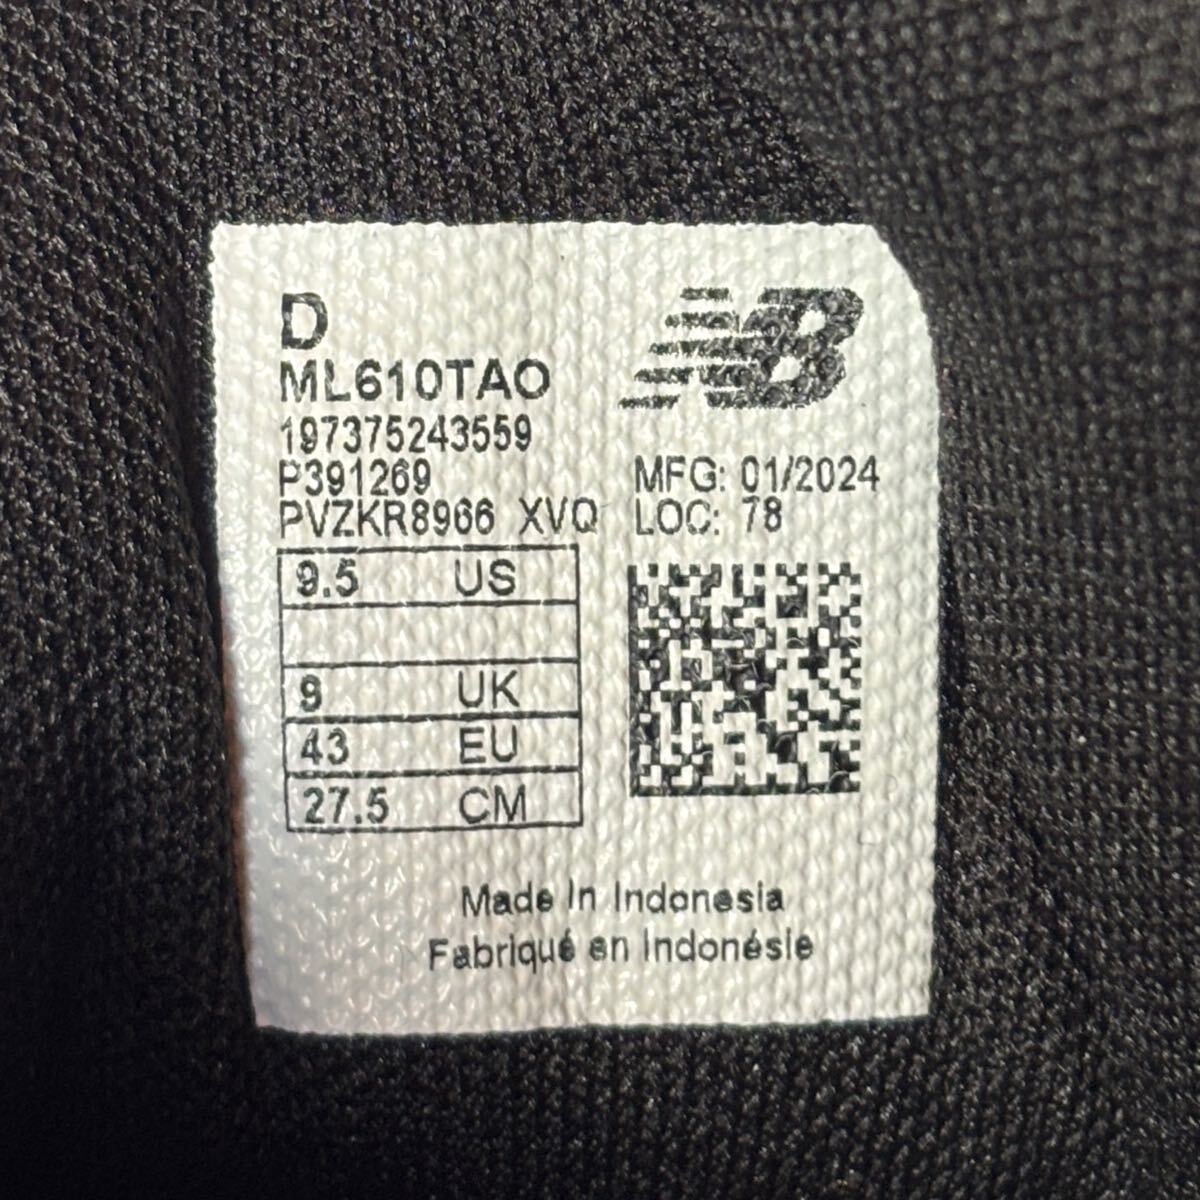 D
NB
ML610TAO
197375243559
P391269
PVZKR8966 XVQ
MFG: 01/2024
LOC: 78
9.5 US
9 UK
43 EU
27.5 CM
Made in Indonesia
Fabriqué en Indonésie